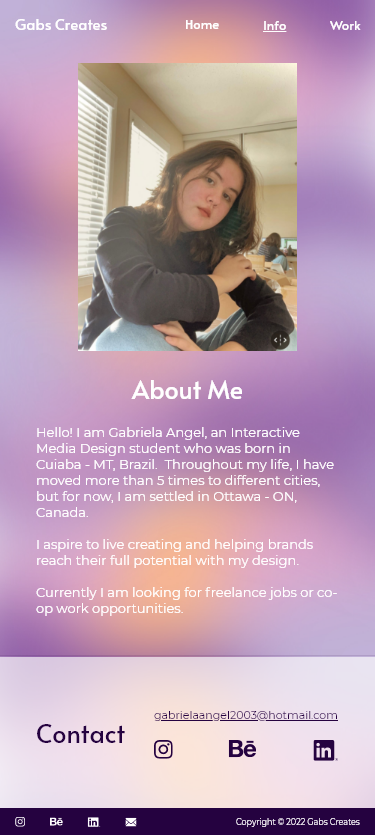 Gabs Creates Home Info Work
About Me
Hello! I am Gabriela Angel, an Interactive
Media Design student who was born in
Cuiaba - MT, Brazil. Throughout my life, I have
moved more than 5 times to different cities,
but for now, I am settled in Ottawa - ON,
Canada.
I aspire to live creating and helping brands
reach their full potential with my design.
Currently I am looking for freelance jobs or co-
op work opportunities.
gabrielaangel2003@hotmail.com
Contact
Bē in
Bē in Copyright © 2022 Gabs Creates